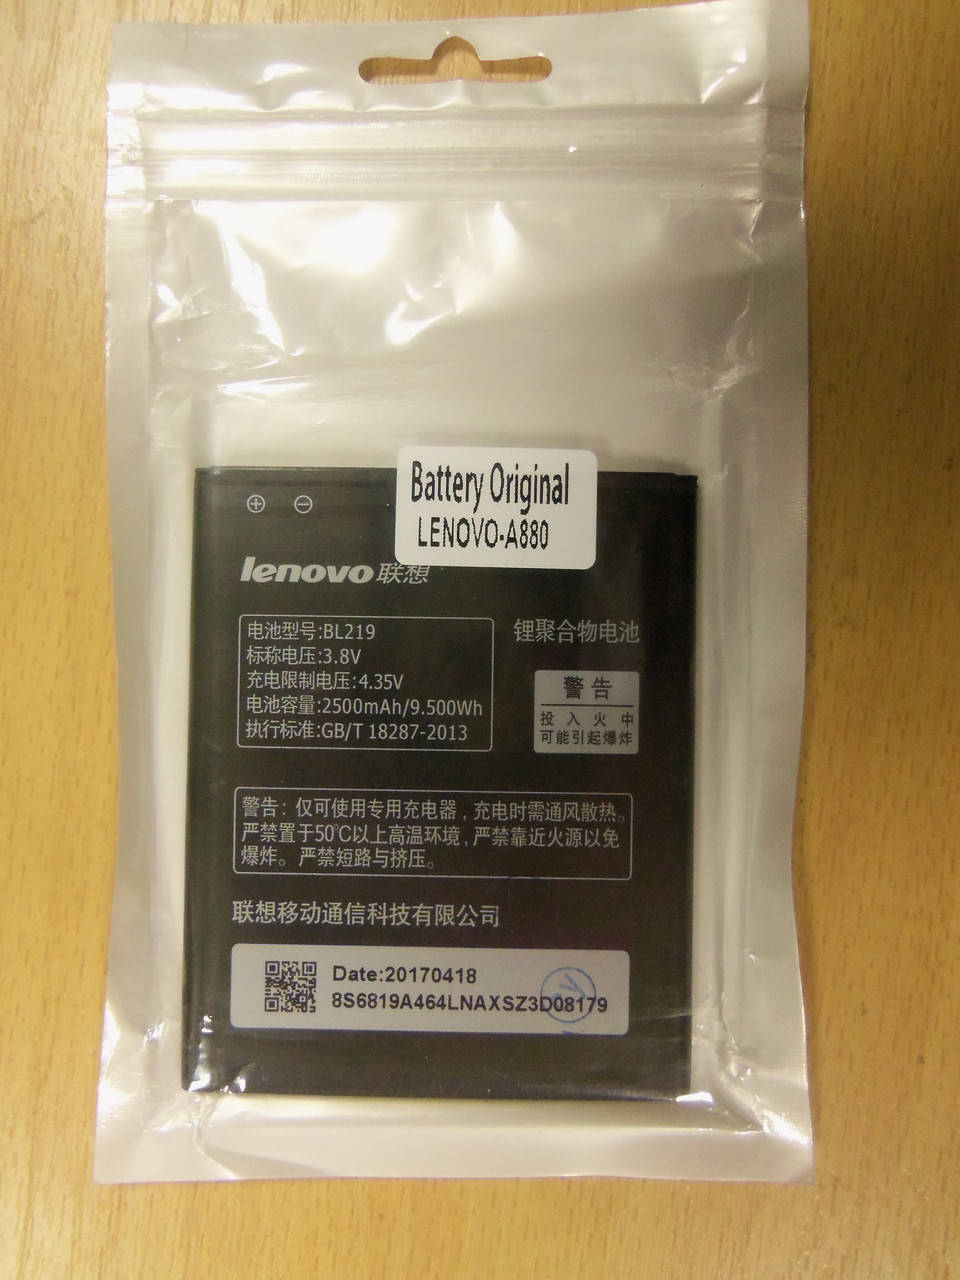 Battery Original
LENOVO-A880
lenovo 联想
电池型号:BL219
标称电压:3.8V
充电限制电压:4.35V
电池容量:2500mAh/9.500Wh
执行标准:GB/T 18287-2013
锂聚合物电池
警告
投入火中
可能引起爆炸
警告：仅可使用专用充电器，充电时需通风散热。
严禁置于50℃以上高温环境，严禁靠近火源以免
爆炸。严禁短路与挤压。
联想移动通信科技有限公司
Date:20170418
8S6819A464LNAXSZ3D08179